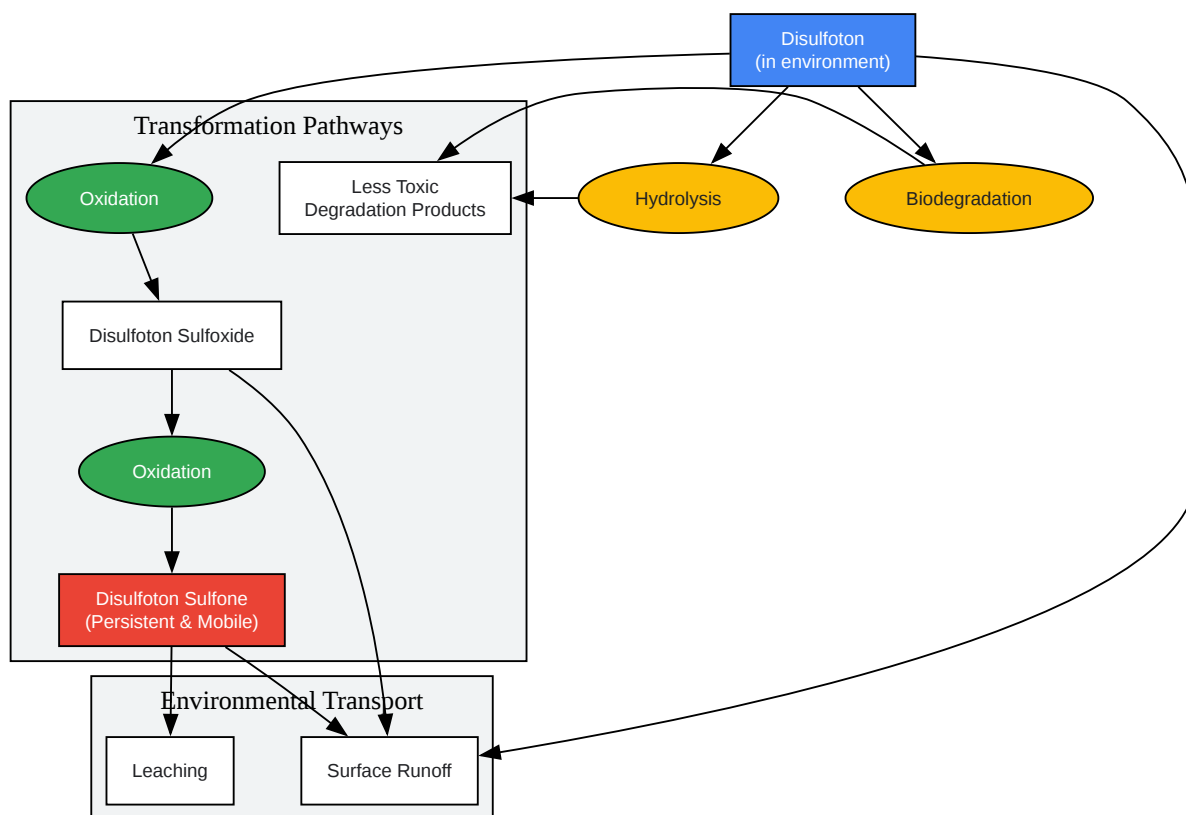 Disulfoton
(in environment)
Transformation Pathways
Oxidation
Less Toxic
Degradation Products
Hydrolysis
Biodegradation
Disulfoton Sulfoxide
Oxidation
Disulfoton Sulfone
(Persistent & Mobile)
Environmental Transport
Leaching
Surface Runoff